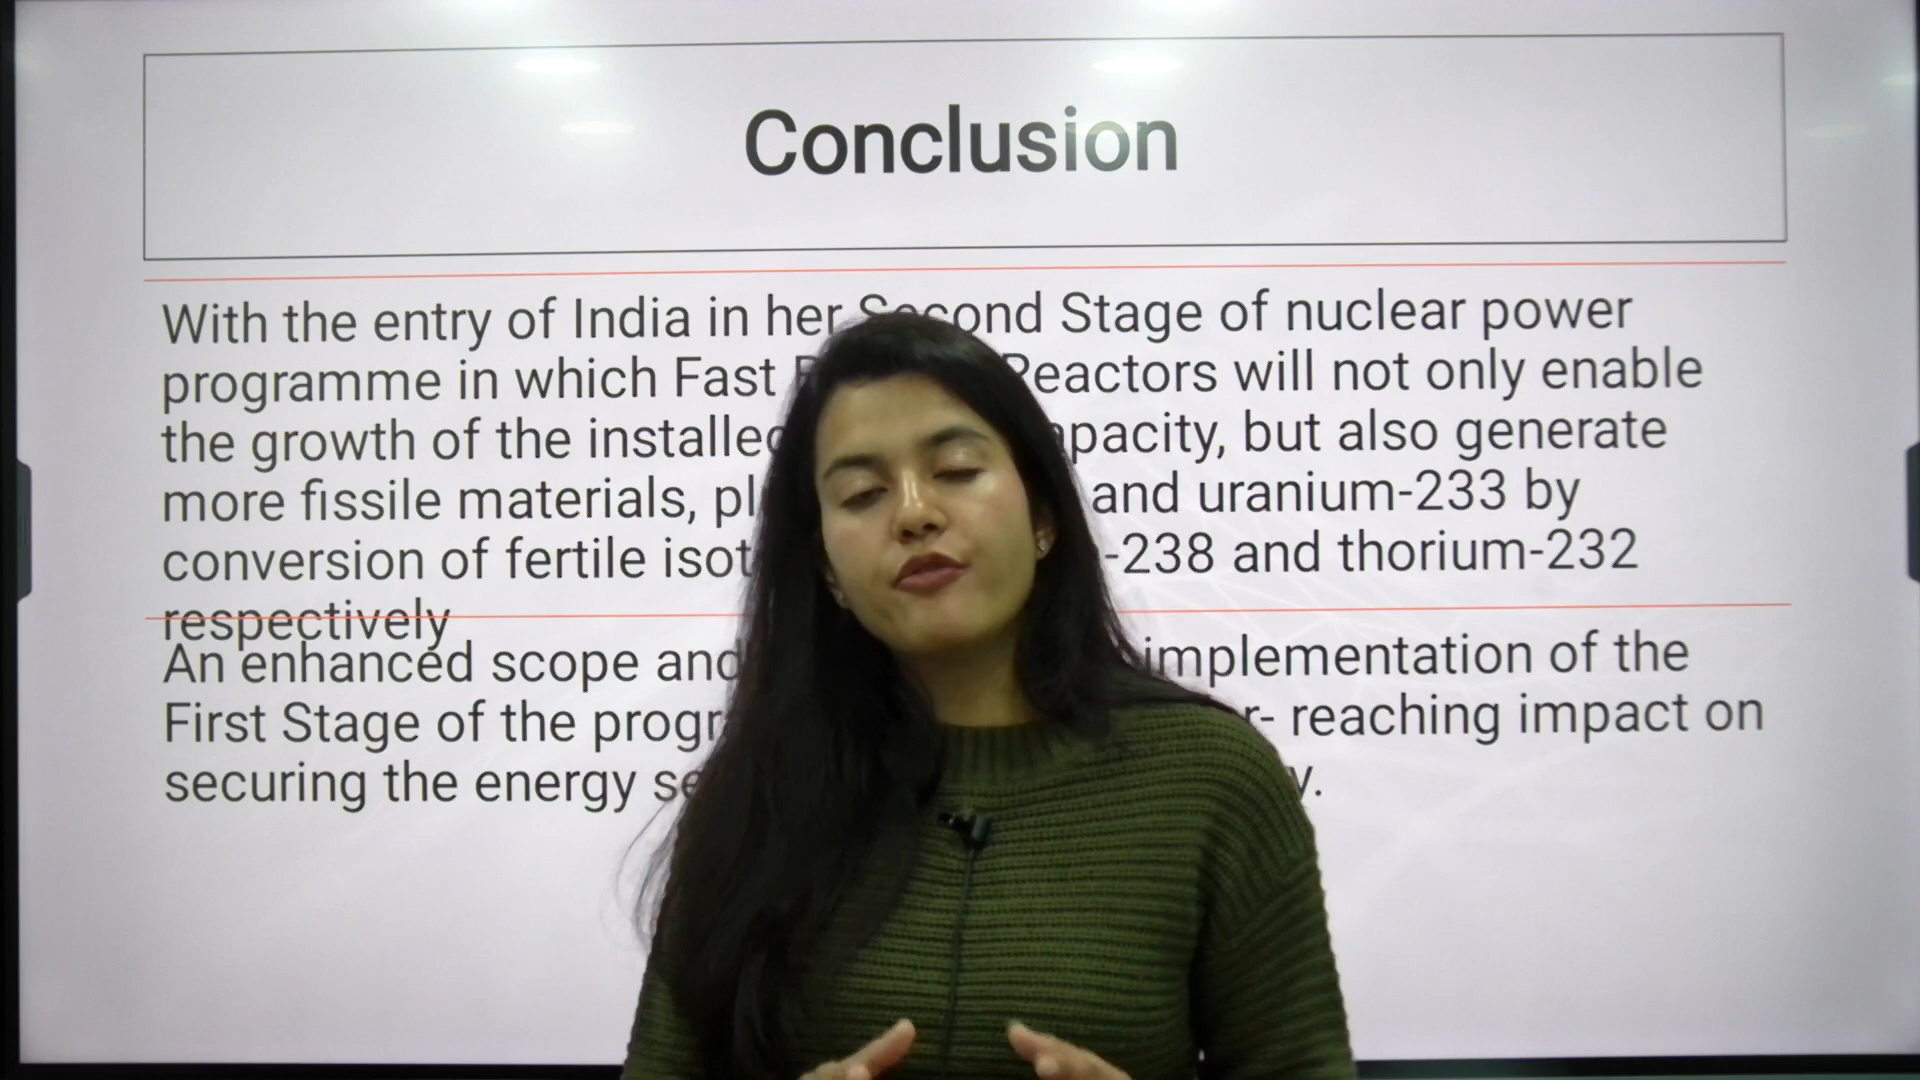 Conclusion
With the entry of India in her Second Stage of nuclear power
programme in which Fast Reactors will not only enable
the growth of the installed capacity, but also generate
more fissile materials, and uranium-233 by
conversion of fertile -238 and thorium-232
respectively
An enhanced scope and implementation of the
First Stage of the reaching impact on
securing the energy